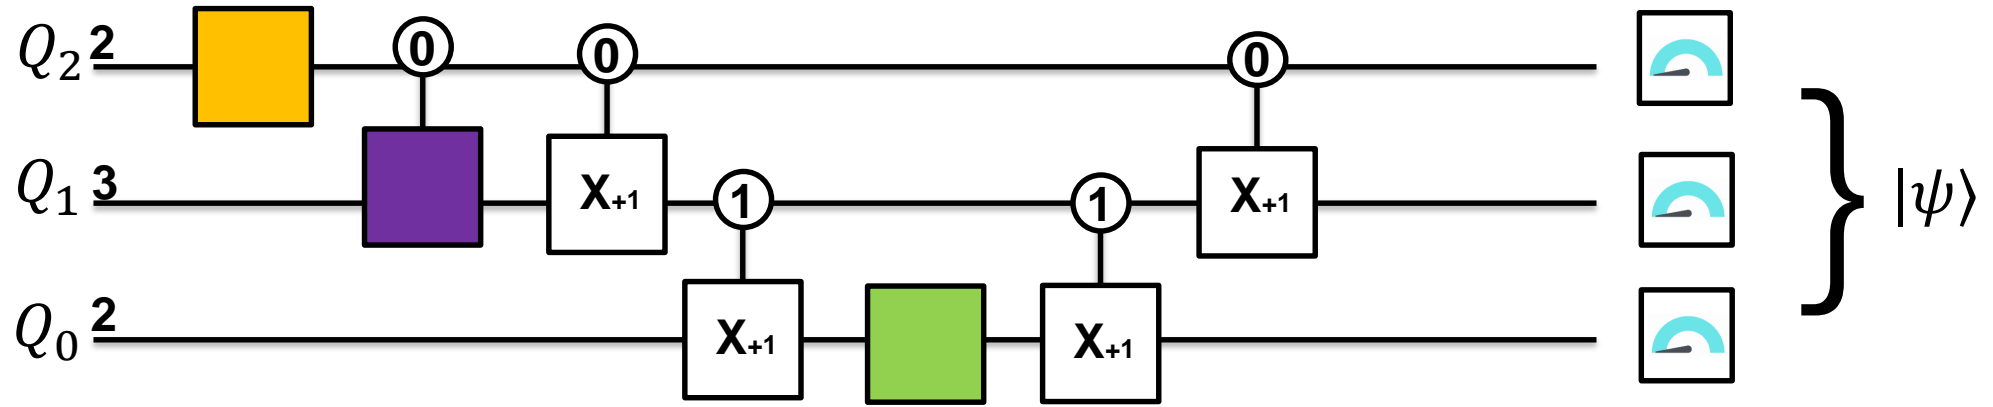 Q₂ 2 0 0 0
Q₁ 3 X+1 1 1 X+1 |ψ⟩
Q₀ 2 X+1 X+1